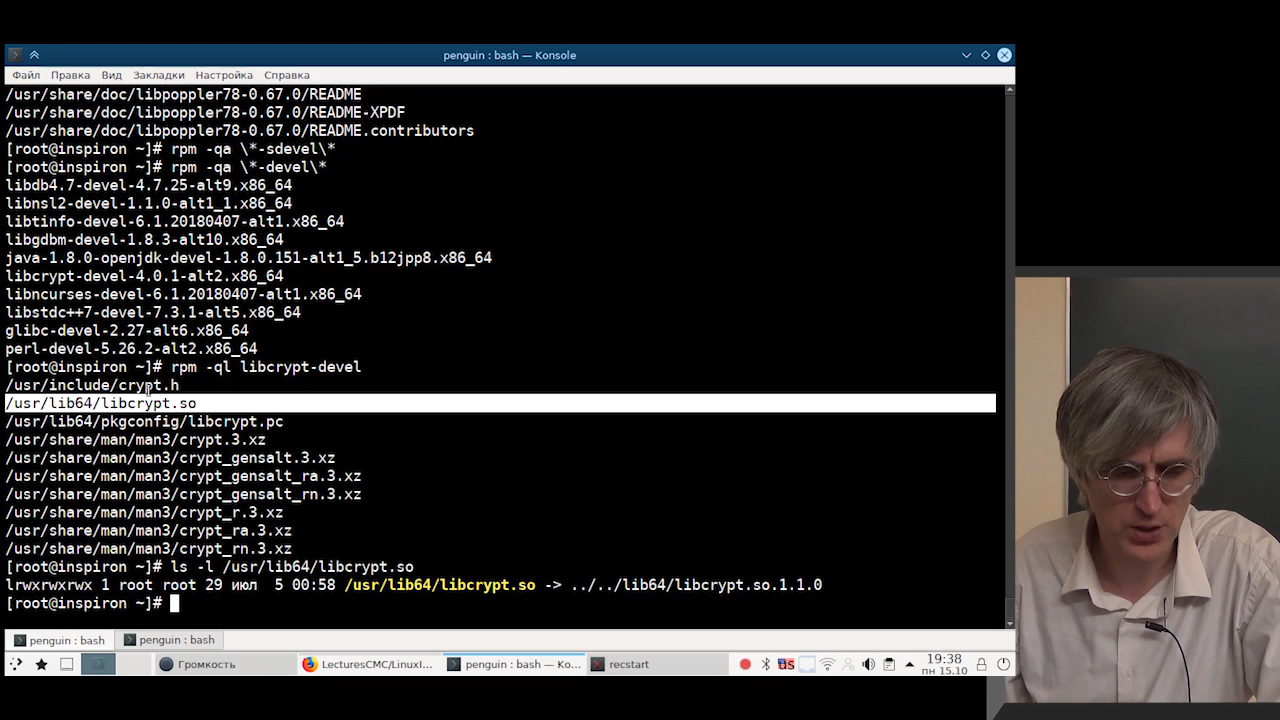 penguin : bash — Konsole
Файл Правка Вид Закладки Настройка Справка
/usr/share/doc/libpoppler78-0.67.0/README
/usr/share/doc/libpoppler78-0.67.0/README-XPDF
/usr/share/doc/libpoppler78-0.67.0/README.contributors
[root@inspiron ~]# rpm -qa \*-sdevel\*
[root@inspiron ~]# rpm -qa \*-devel\*
libdb4.7-devel-4.7.25-alt9.x86_64
libnsl2-devel-1.1.0-alt1_1.x86_64
libtinfo-devel-6.1.20180407-alt1.x86_64
libgdbm-devel-1.8.3-alt10.x86_64
java-1.8.0-openjdk-devel-1.8.0.151-alt1_5.b12jpp8.x86_64
libcrypt-devel-4.0.1-alt2.x86_64
libncurses-devel-6.1.20180407-alt1.x86_64
libstdc++7-devel-7.3.1-alt5.x86_64
glibc-devel-2.27-alt6.x86_64
perl-devel-5.26.2-alt2.x86_64
[root@inspiron ~]# rpm -ql libcrypt-devel
/usr/include/crypt.h
/usr/lib64/libcrypt.so
/usr/lib64/pkgconfig/libcrypt.pc
/usr/share/man/man3/crypt.3.xz
/usr/share/man/man3/crypt_gensalt.3.xz
/usr/share/man/man3/crypt_gensalt_ra.3.xz
/usr/share/man/man3/crypt_gensalt_rn.3.xz
/usr/share/man/man3/crypt_r.3.xz
/usr/share/man/man3/crypt_ra.3.xz
/usr/share/man/man3/crypt_rn.3.xz
[root@inspiron ~]# ls -l /usr/lib64/libcrypt.so
lrwxrwxrwx 1 root root 29 июл  5 00:58 /usr/lib64/libcrypt.so -> ../../lib64/libcrypt.so.1.1.0
[root@inspiron ~]#
penguin : bash penguin : bash
Громкость LecturesCMC/LinuxI... penguin : bash — Ko... recstart us 19:38
пн 15.10